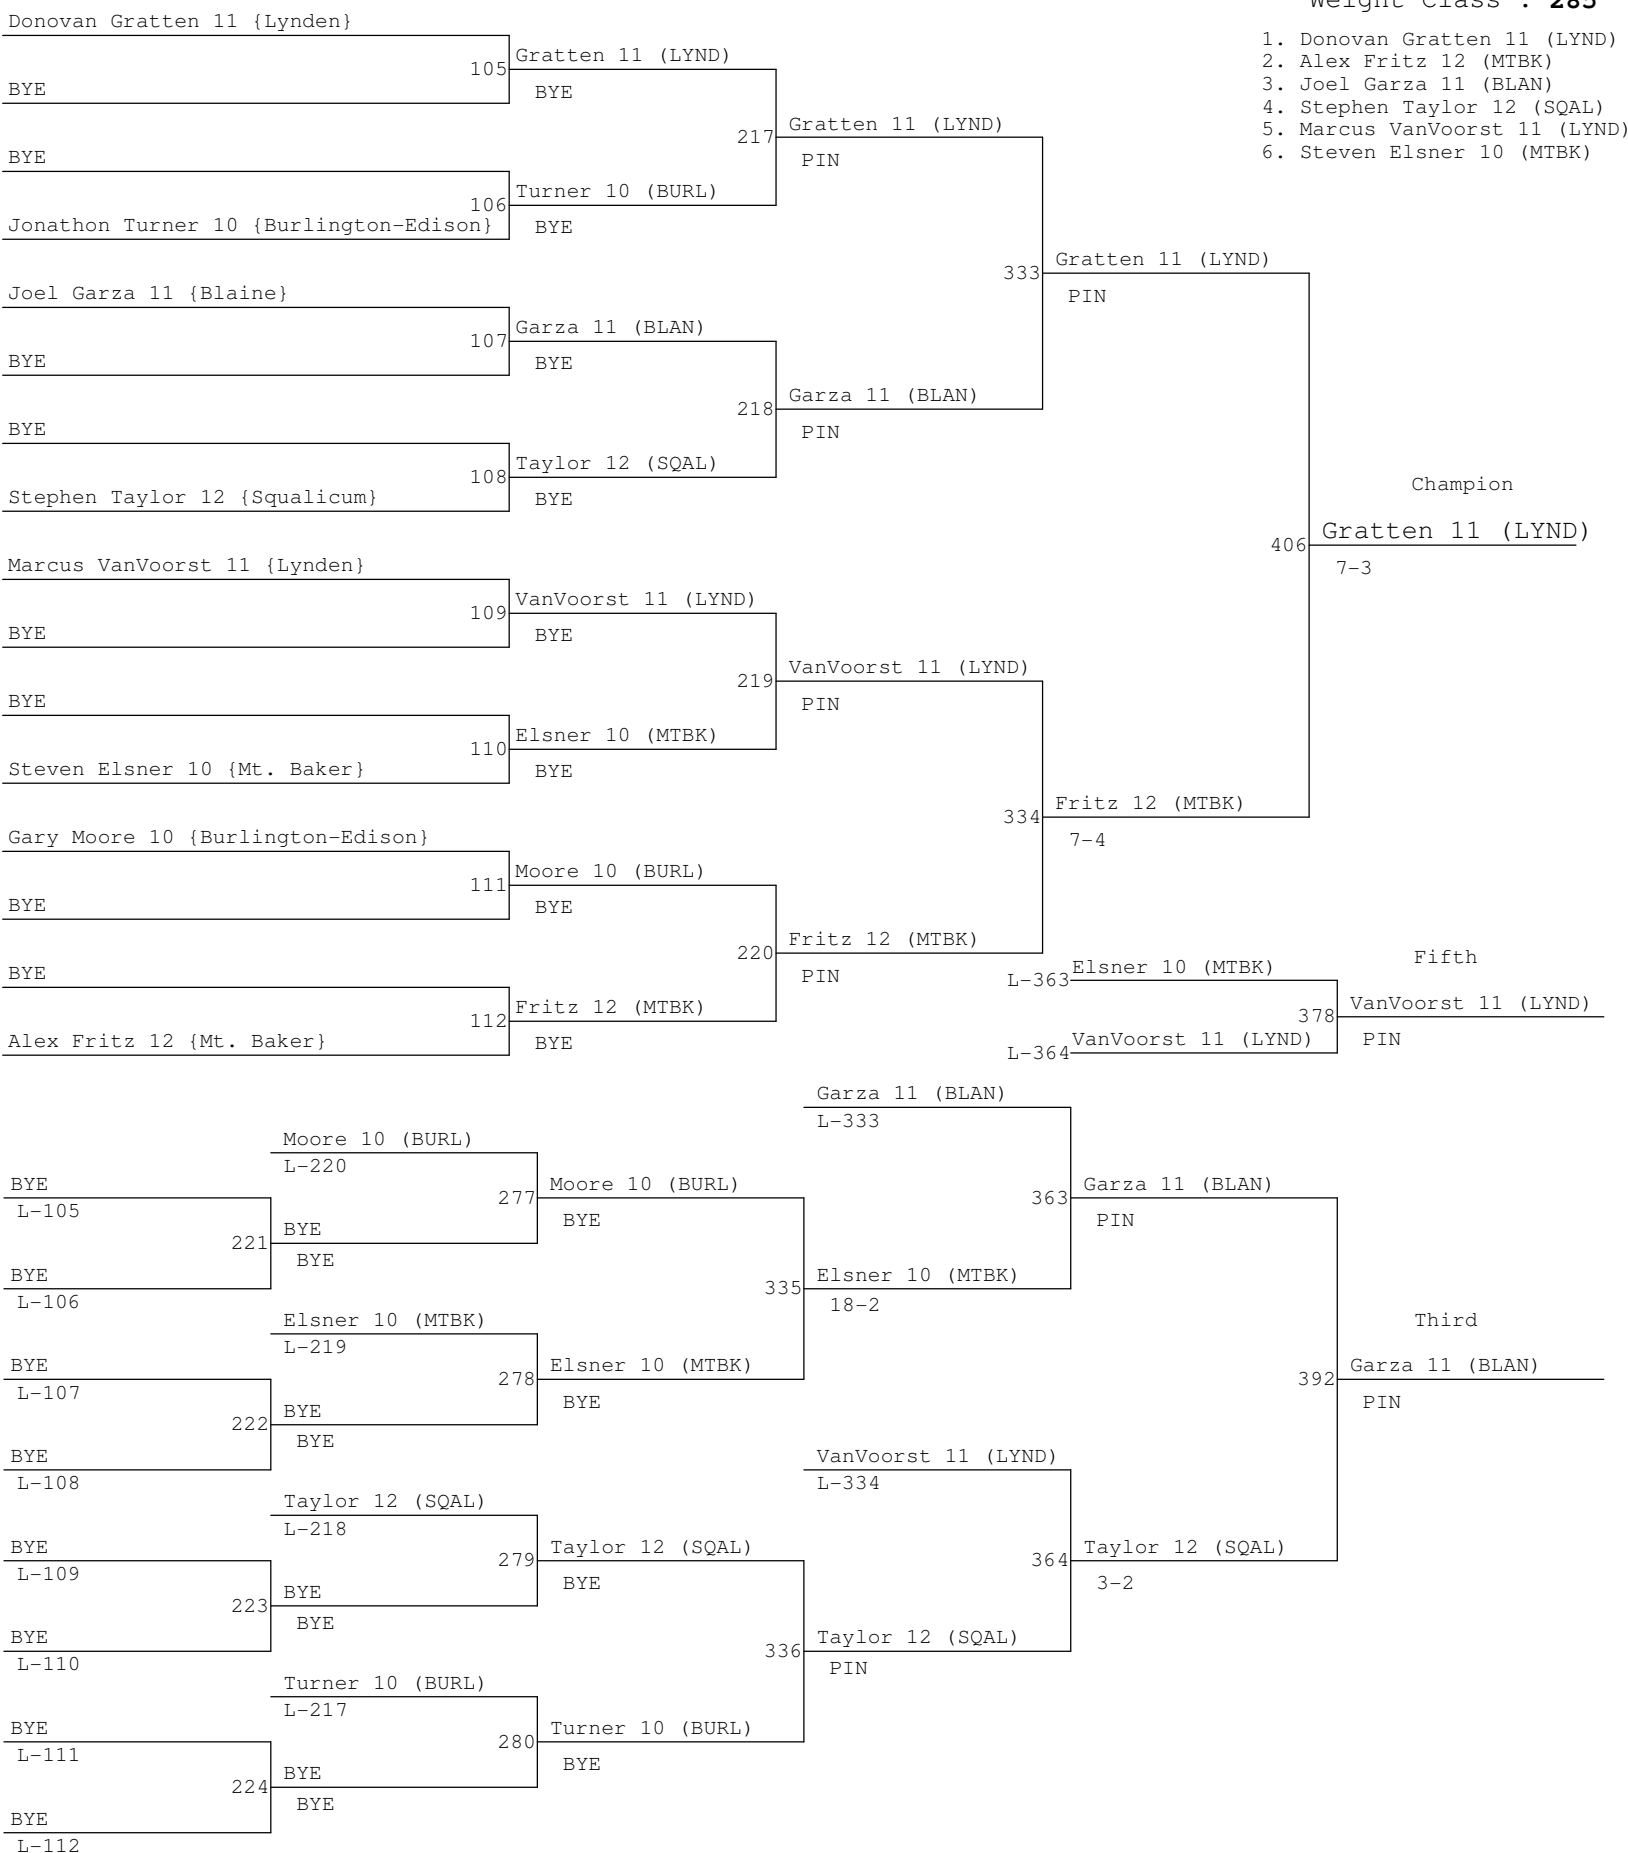 Weight Class : 285
1. Donovan Gratten 11 (LYND)
2. Alex Fritz 12 (MTBK)
3. Joel Garza 11 (BLAN)
4. Stephen Taylor 12 (SQAL)
5. Marcus VanVoorst 11 (LYND)
6. Steven Elsner 10 (MTBK)
Donovan Gratten 11 {Lynden}
105
Gratten 11 (LYND)
BYE
BYE
217
Gratten 11 (LYND)
PIN
BYE
106
Turner 10 (BURL)
BYE
Jonathon Turner 10 {Burlington-Edison}
333
Gratten 11 (LYND)
PIN
Joel Garza 11 {Blaine}
107
Garza 11 (BLAN)
BYE
BYE
218
Garza 11 (BLAN)
PIN
BYE
108
Taylor 12 (SQAL)
BYE
Stephen Taylor 12 {Squalicum}
Champion
406
Gratten 11 (LYND)
7-3
Marcus VanVoorst 11 {Lynden}
109
VanVoorst 11 (LYND)
BYE
BYE
219
VanVoorst 11 (LYND)
PIN
BYE
110
Elsner 10 (MTBK)
BYE
Steven Elsner 10 {Mt. Baker}
334
Fritz 12 (MTBK)
7-4
Gary Moore 10 {Burlington-Edison}
111
Moore 10 (BURL)
BYE
BYE
220
Fritz 12 (MTBK)
PIN
BYE
112
Fritz 12 (MTBK)
BYE
Alex Fritz 12 {Mt. Baker}
Fifth
L-363
Elsner 10 (MTBK)
378
VanVoorst 11 (LYND)
PIN
L-364
VanVoorst 11 (LYND)
Garza 11 (BLAN)
L-333
Moore 10 (BURL)
L-220
BYE
L-105
277
Moore 10 (BURL)
BYE
363
Garza 11 (BLAN)
PIN
221
BYE
BYE
BYE
L-106
335
Elsner 10 (MTBK)
18-2
Elsner 10 (MTBK)
L-219
BYE
L-107
278
Elsner 10 (MTBK)
BYE
222
BYE
BYE
BYE
L-108
Third
392
Garza 11 (BLAN)
PIN
VanVoorst 11 (LYND)
L-334
Taylor 12 (SQAL)
L-218
BYE
L-109
279
Taylor 12 (SQAL)
BYE
364
Taylor 12 (SQAL)
3-2
223
BYE
BYE
BYE
L-110
336
Taylor 12 (SQAL)
PIN
Turner 10 (BURL)
L-217
BYE
L-111
280
Turner 10 (BURL)
BYE
224
BYE
BYE
BYE
L-112